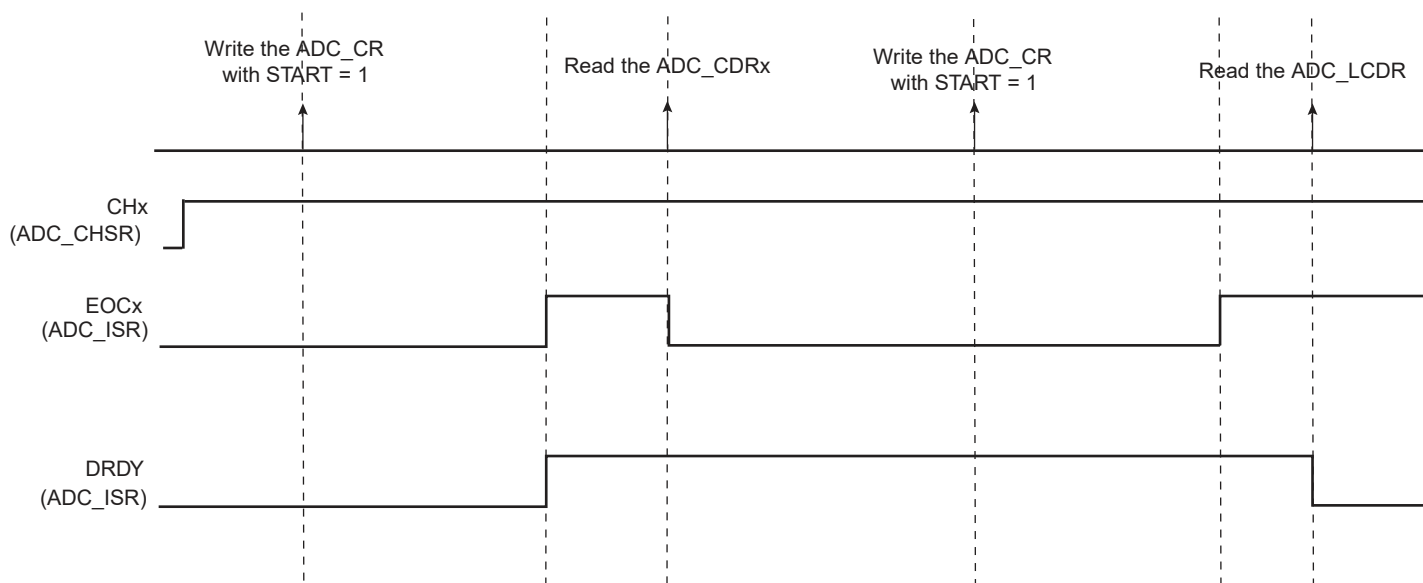 Write the ADC_CR
with START = 1
Read the ADC_CDRx
Write the ADC_CR
with START = 1
Read the ADC_LCDR
CHx
(ADC_CHSR)
EOCx
(ADC_ISR)
DRDY
(ADC_ISR)